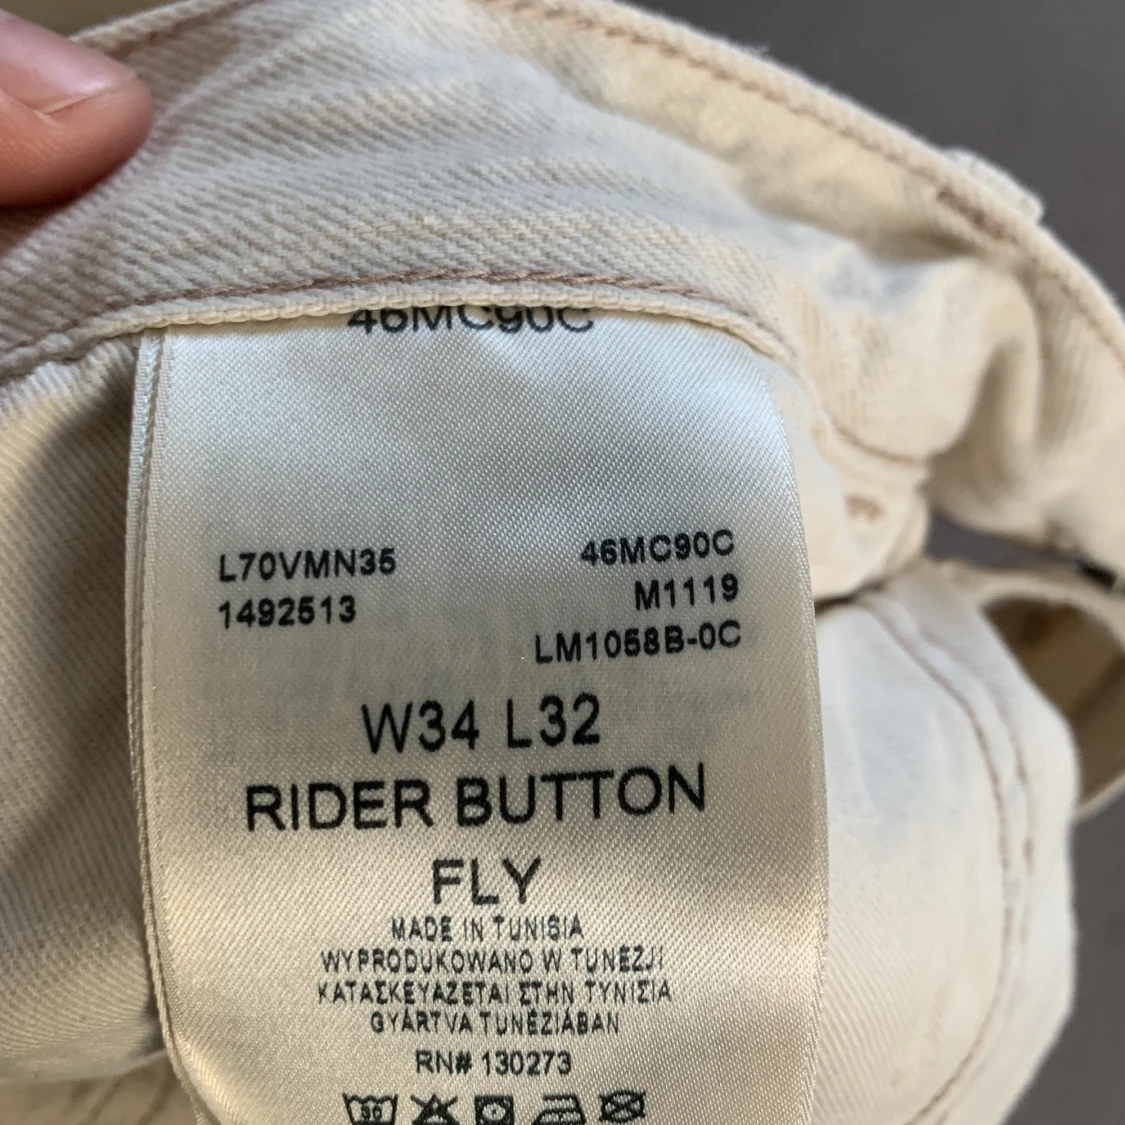 46MC90C
L70VMN35 46MC90C
1492513 M1119
LM1058B-0C
W34 L32
RIDER BUTTON
FLY
MADE IN TUNISIA
WYPRODUKOWANO W TUNEZJI
ΚΑΤΑΣΚΕΥΑΖΕΤΑΙ ΣΤΗΝ ΤΥΝΙΣΙΑ
GYÁRTVA TUNÉZIÁBAN
RN# 130273
30